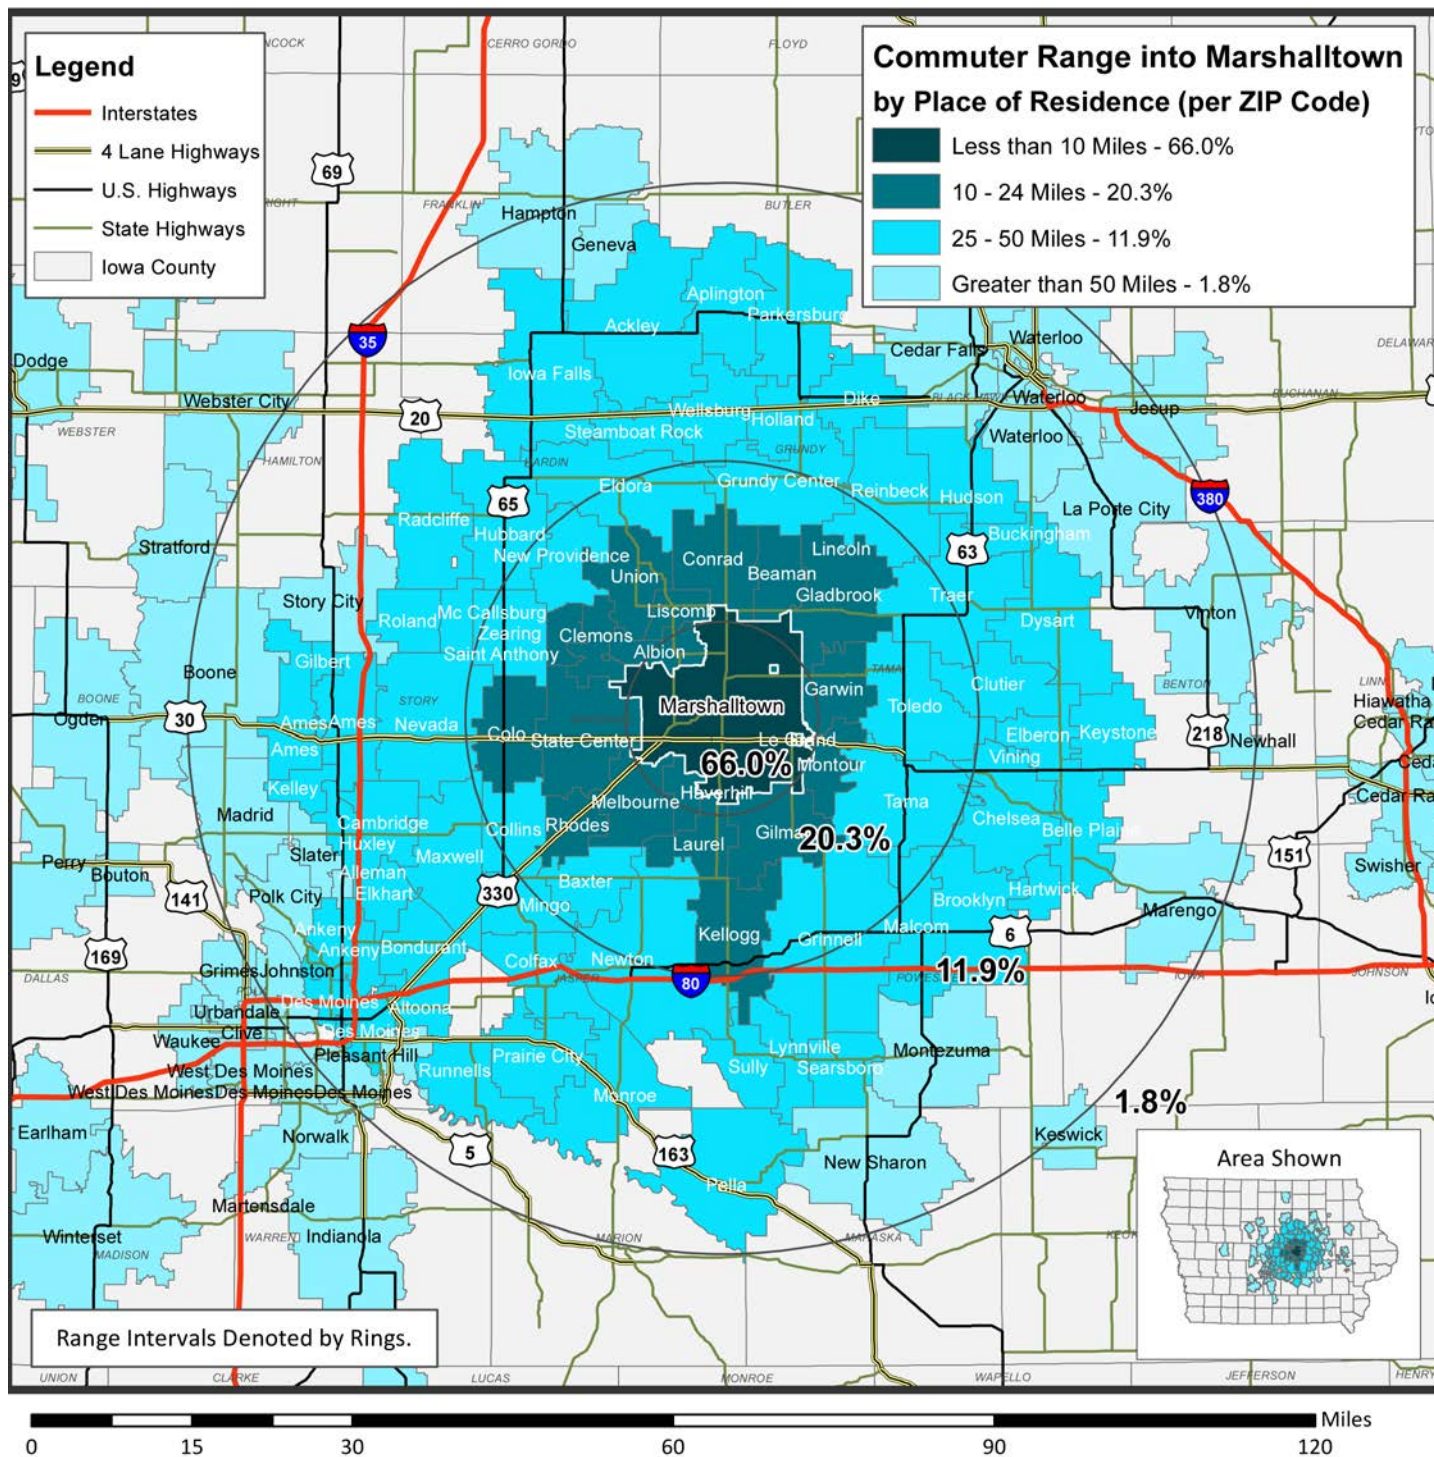 Legend
Interstates
4 Lane Highways
U.S. Highways
State Highways
Iowa County
Commuter Range into Marshalltown
by Place of Residence (per ZIP Code)
Less than 10 Miles - 66.0%
10 - 24 Miles - 20.3%
25 - 50 Miles - 11.9%
Greater than 50 Miles - 1.8%
CERRO GORDO
FLOYD
69
FRANKLIN
BUTLER
Hampton
Geneva
Aplington
Parkersburg
Ackley
35
Waterloo
Cedar Falls
Dodge
Iowa Falls
Webster City
20
Wellsburg
Holland
Dike
Waterloo
Jesup
BUCHANAN
WEBSTER
Steamboat Rock
Waterloo
GRUNDY
HAMILTON
HARDIN
Eldora
Grundy Center
Reinbeck
Hudson
380
65
La Porte City
Radcliffe
Hubbard
Buckingham
Stratford
New Providence
Conrad
Lincoln
63
Union
Beaman
Story City
Gladbrook
Traer
Roland
Mc Callsburg
Liscomb
Vinton
Zearing
Clemons
Dysart
Saint Anthony
Albion
Gilbert
Boone
TAMA
Clutier
BENTON
LINN
BOONE
STORY
Marshalltown
Garwin
Toledo
Hiawatha
Ogden
30
Ames
Ames
Nevada
Colo
State Center
Le Grand
Elberon
Keystone
218
Newhall
Ames
66.0%
Montour
Vining
Kelley
Melbourne
Haverhill
Tama
Madrid
Cambridge
Collins
Rhodes
20.3%
Chelsea
Belle Plaine
Huxley
Slater
Maxwell
Laurel
151
Perry
Bouton
Alleman
Swisher
141
Polk City
Elkhart
330
Baxter
Mingo
Brooklyn
Hartwick
Marengo
Ankeny
Ankeny
Bondurant
Kellogg
Grinnell
Malcom
6
169
Grimes
Johnston
Colfax
Newton
11.9%
DALLAS
JASPER
IOWA
JOHNSON
80
Des Moines
Altoona
Urbandale
Clive
Des Moines
Waukee
Pleasant Hill
Prairie City
Lynnville
Montezuma
West Des Moines
Runnells
Sully
Searsboro
West Des Moines
Des Moines
Des Moines
Monroe
1.8%
Earlham
Norwalk
5
163
Keswick
New Sharon
Pella
Martensdale
Winterset
WARREN
Indianola
MARION
MAHASKA
MADISON
Area Shown
Range Intervals Denoted by Rings.
UNION
CLARKE
LUCAS
MONROE
WAPELLO
JEFFERSON
HENRY
Miles
0
15
30
60
90
120